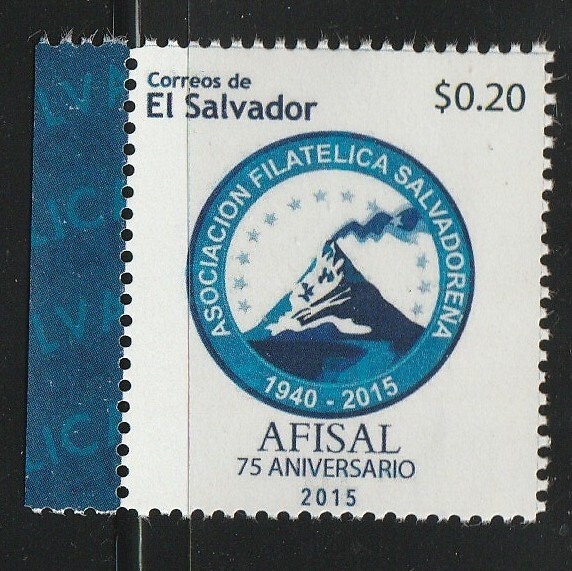 Correos de
El Salvador
$0.20
ASOCIACION FILATELICA SALVADOREÑA
1940 - 2015
AFISAL
75 ANIVERSARIO
2015